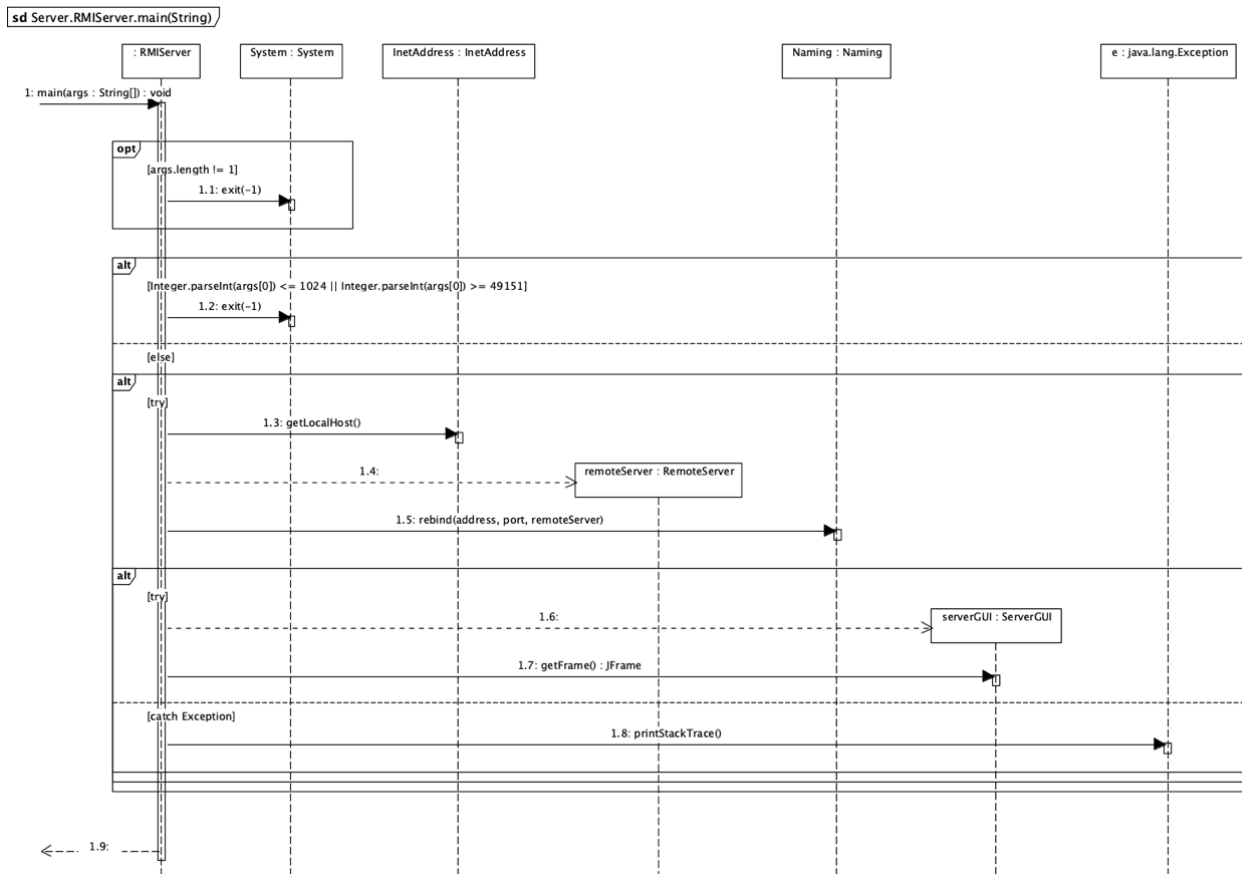 sd Server.RMIServer.main(String)
: RMIServer
System : System
InetAddress : InetAddress
Naming : Naming
e : java.lang.Exception
1: main(args : String[]) : void
opt
[args.length != 1]
1.1: exit(-1)
alt
[Integer.parseInt(args[0]) <= 1024 || Integer.parseInt(args[0]) >= 49151]
1.2: exit(-1)
[else]
alt
[try]
1.3: getLocalHost()
1.4:
remoteServer : RemoteServer
1.5: rebind(address, port, remoteServer)
alt
[try]
1.6:
serverGUI : ServerGUI
1.7: getFrame() : JFrame
[catch Exception]
1.8: printStackTrace()
1.9: